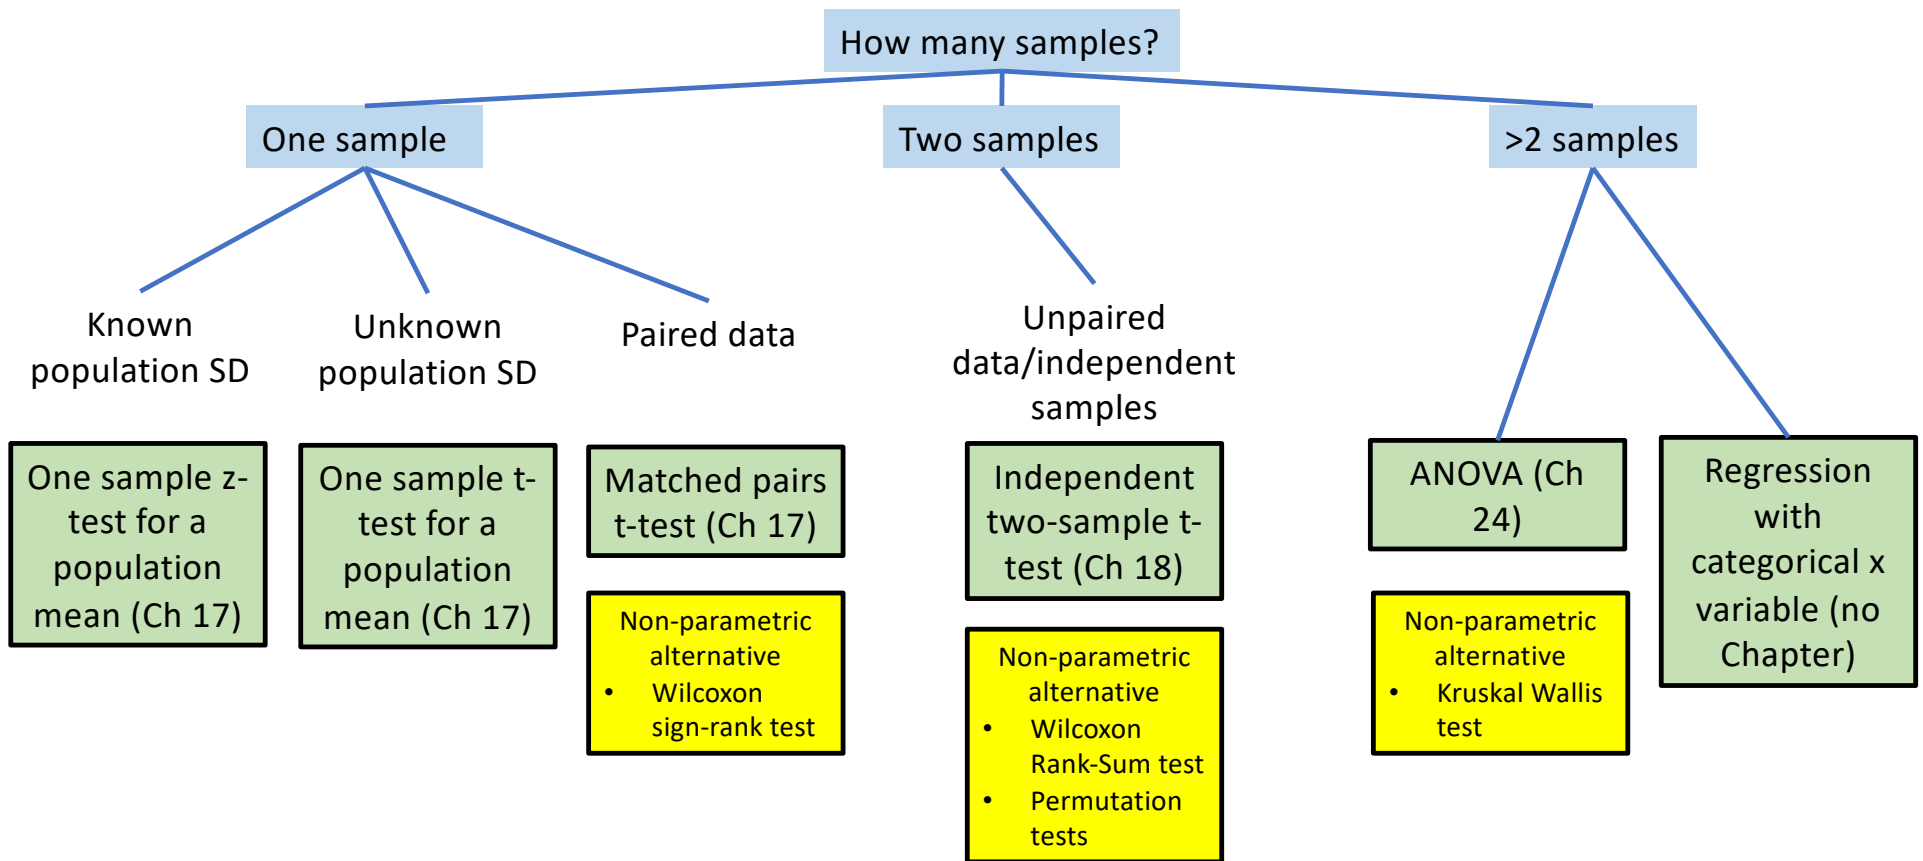 How many samples?
One sample
Two samples
>2 samples
Known
population SD
Unknown
population SD
Paired data
Unpaired
data/independent
samples
One sample z-
test for a
population
mean (Ch 17)
One sample t-
test for a
population
mean (Ch 17)
Matched pairs
t-test (Ch 17)
Non-parametric
alternative
• Wilcoxon
sign-rank test
Independent
two-sample t-
test (Ch 18)
Non-parametric
alternative
• Wilcoxon
Rank-Sum test
• Permutation
tests
ANOVA (Ch
24)
Non-parametric
alternative
• Kruskal Wallis
test
Regression
with
categorical x
variable (no
Chapter)